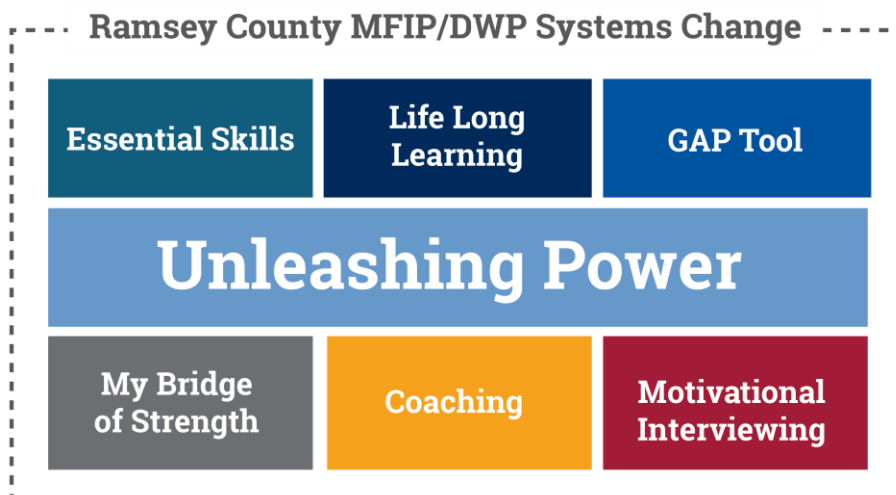 Ramsey County MFIP/DWP Systems Change
Essential Skills
Life Long
Learning
GAP Tool
Unleashing Power
My Bridge
of Strength
Coaching
Motivational
Interviewing